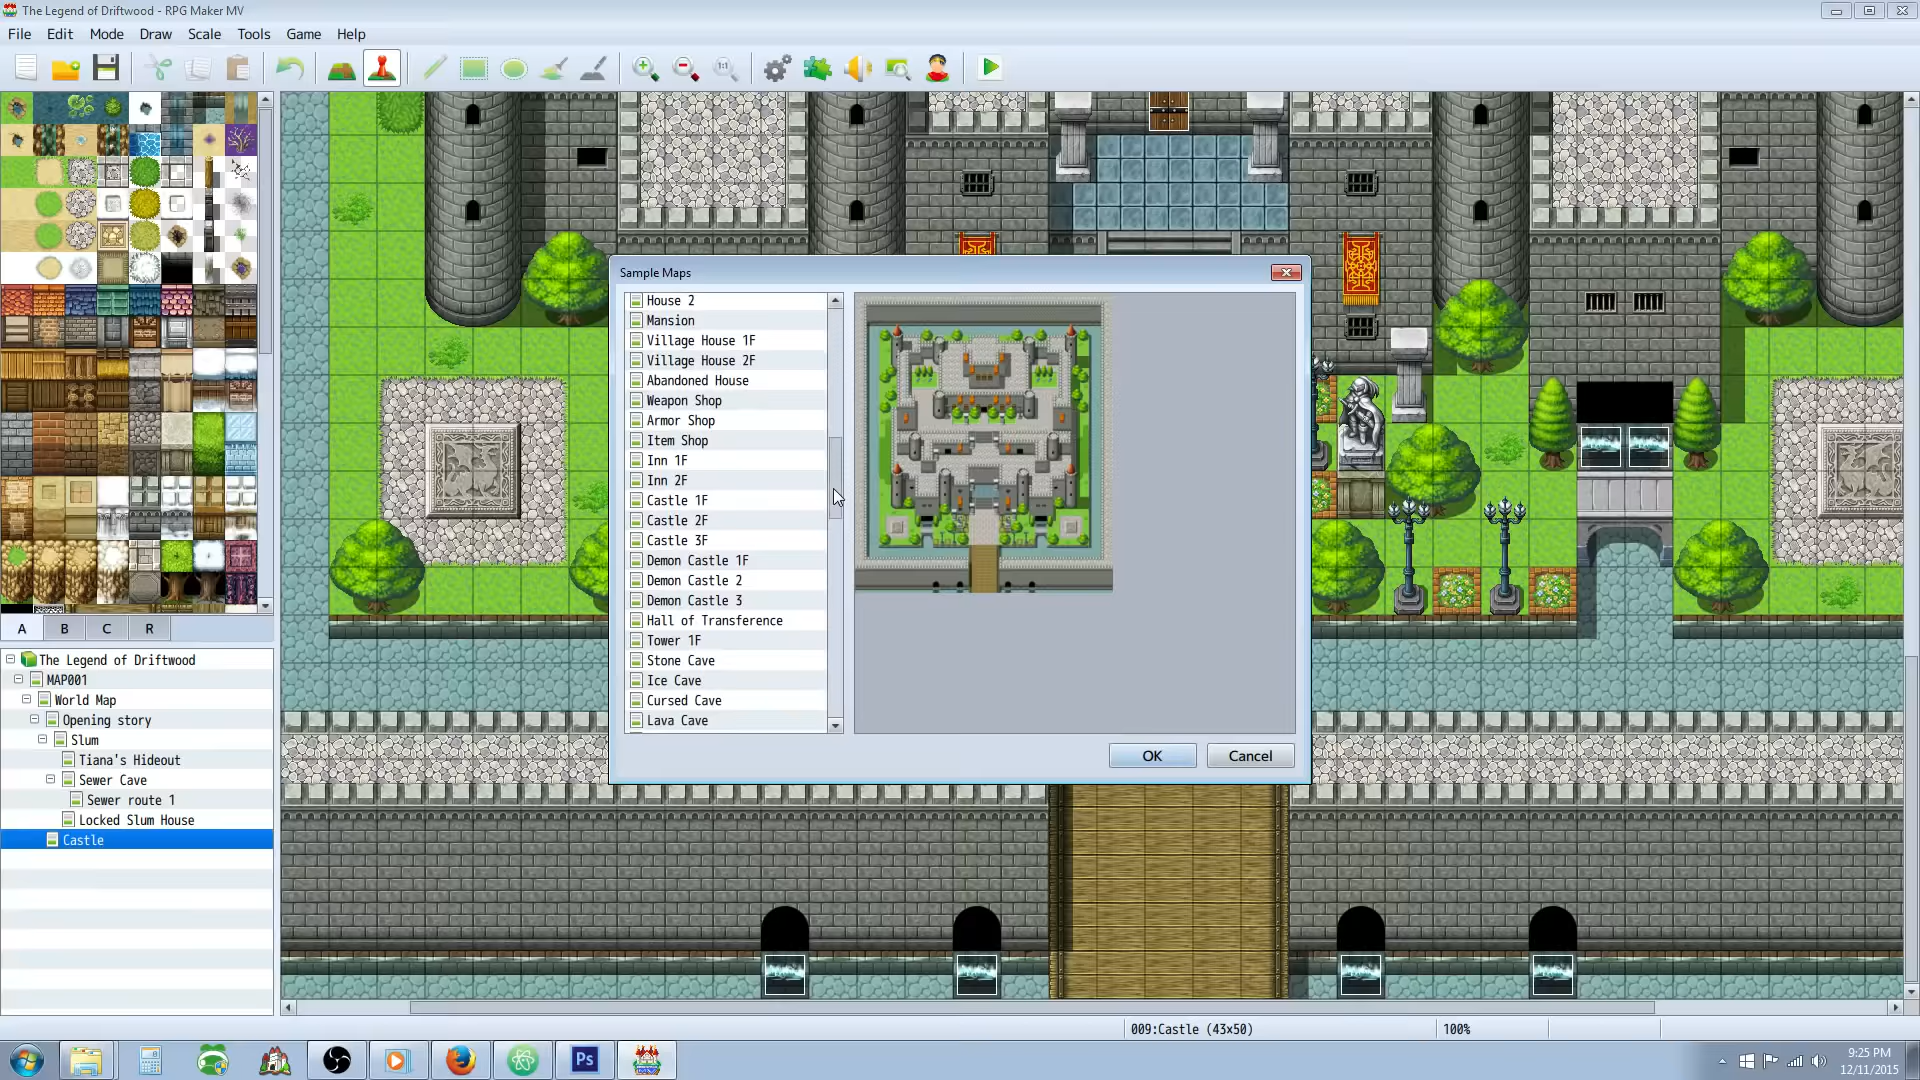 The Legend of Driftwood - RPG Maker MV
File Edit Mode Draw Scale Tools Game Help
1:1
Sample Maps
House 2
Mansion
Village House 1F
Village House 2F
Abandoned House
Weapon Shop
Armor Shop
Item Shop
Inn 1F
Inn 2F
Castle 1F
Castle 2F
Castle 3F
Demon Castle 1F
Demon Castle 2
Demon Castle 3
Hall of Transference
Tower 1F
Stone Cave
Ice Cave
Cursed Cave
Lava Cave
OK Cancel
A B C R
The Legend of Driftwood
MAP001
World Map
Opening story
Slum
Tiana's Hideout
Sewer Cave
Sewer route 1
Locked Slum House
Castle
009:Castle (43x50) 100%
Ps
9:25 PM
12/11/2015